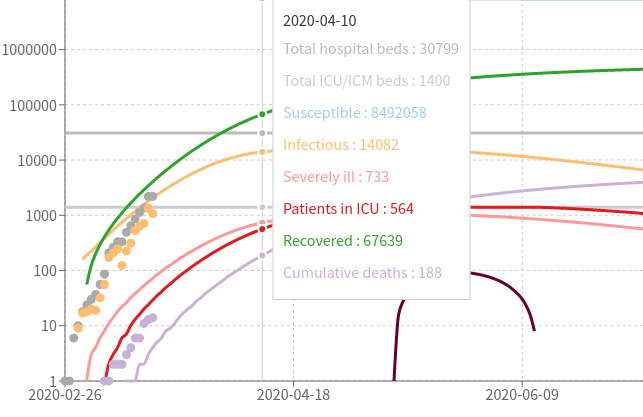 2020-04-10
Total hospital beds : 30799
Total ICU/ICM beds : 1400
Susceptible : 8492058
Infectious : 14082
Severely ill : 733
Patients in ICU : 564
Recovered : 67639
Cumulative deaths : 188
1000000
100000
10000
1000
100
10
1
2020-02-26
2020-04-18
2020-06-09